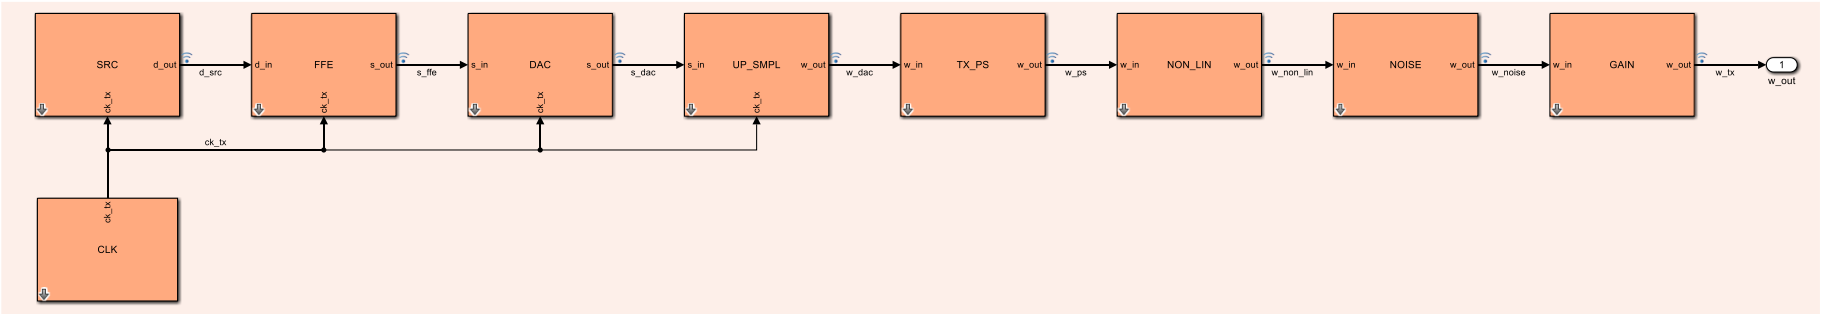 SRC
d_out
ck_tx
d_src
d_in
FFE
s_out
ck_tx
s_ffe
s_in
DAC
s_out
ck_tx
s_dac
s_in
UP_SMPL
w_out
ck_tx
w_dac
w_in
TX_PS
w_out
w_ps
w_in
NON_LIN
w_out
w_non_lin
w_in
NOISE
w_out
w_noise
w_in
GAIN
w_out
w_tx
1
w_out
ck_tx
ck_tx
CLK